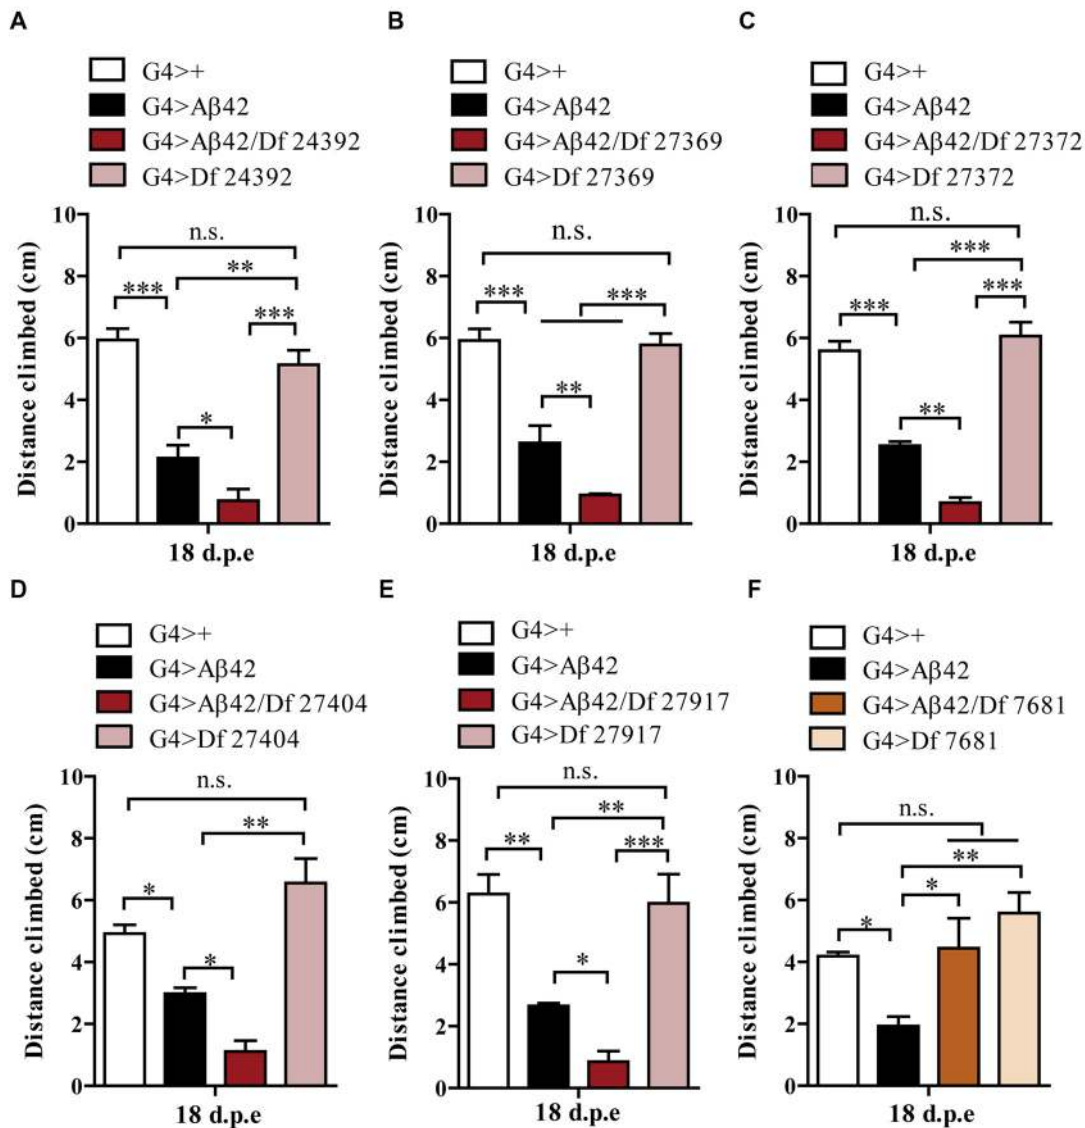 A
G4>+
G4>Aβ42
G4>Aβ42/Df 24392
G4>Df 24392
Distance climbed (cm)
10
8
6
4
2
0
n.s.
**
***
***
*
18 d.p.e
B
G4>+
G4>Aβ42
G4>Aβ42/Df 27369
G4>Df 27369
Distance climbed (cm)
10
8
6
4
2
0
n.s.
***
***
**
18 d.p.e
C
G4>+
G4>Aβ42
G4>Aβ42/Df 27372
G4>Df 27372
Distance climbed (cm)
10
8
6
4
2
0
n.s.
***
***
***
**
18 d.p.e
D
G4>+
G4>Aβ42
G4>Aβ42/Df 27404
G4>Df 27404
Distance climbed (cm)
10
8
6
4
2
0
n.s.
**
*
*
18 d.p.e
E
G4>+
G4>Aβ42
G4>Aβ42/Df 27917
G4>Df 27917
Distance climbed (cm)
10
8
6
4
2
0
n.s.
**
**
***
*
18 d.p.e
F
G4>+
G4>Aβ42
G4>Aβ42/Df 7681
G4>Df 7681
Distance climbed (cm)
10
8
6
4
2
0
n.s.
**
*
*
18 d.p.e